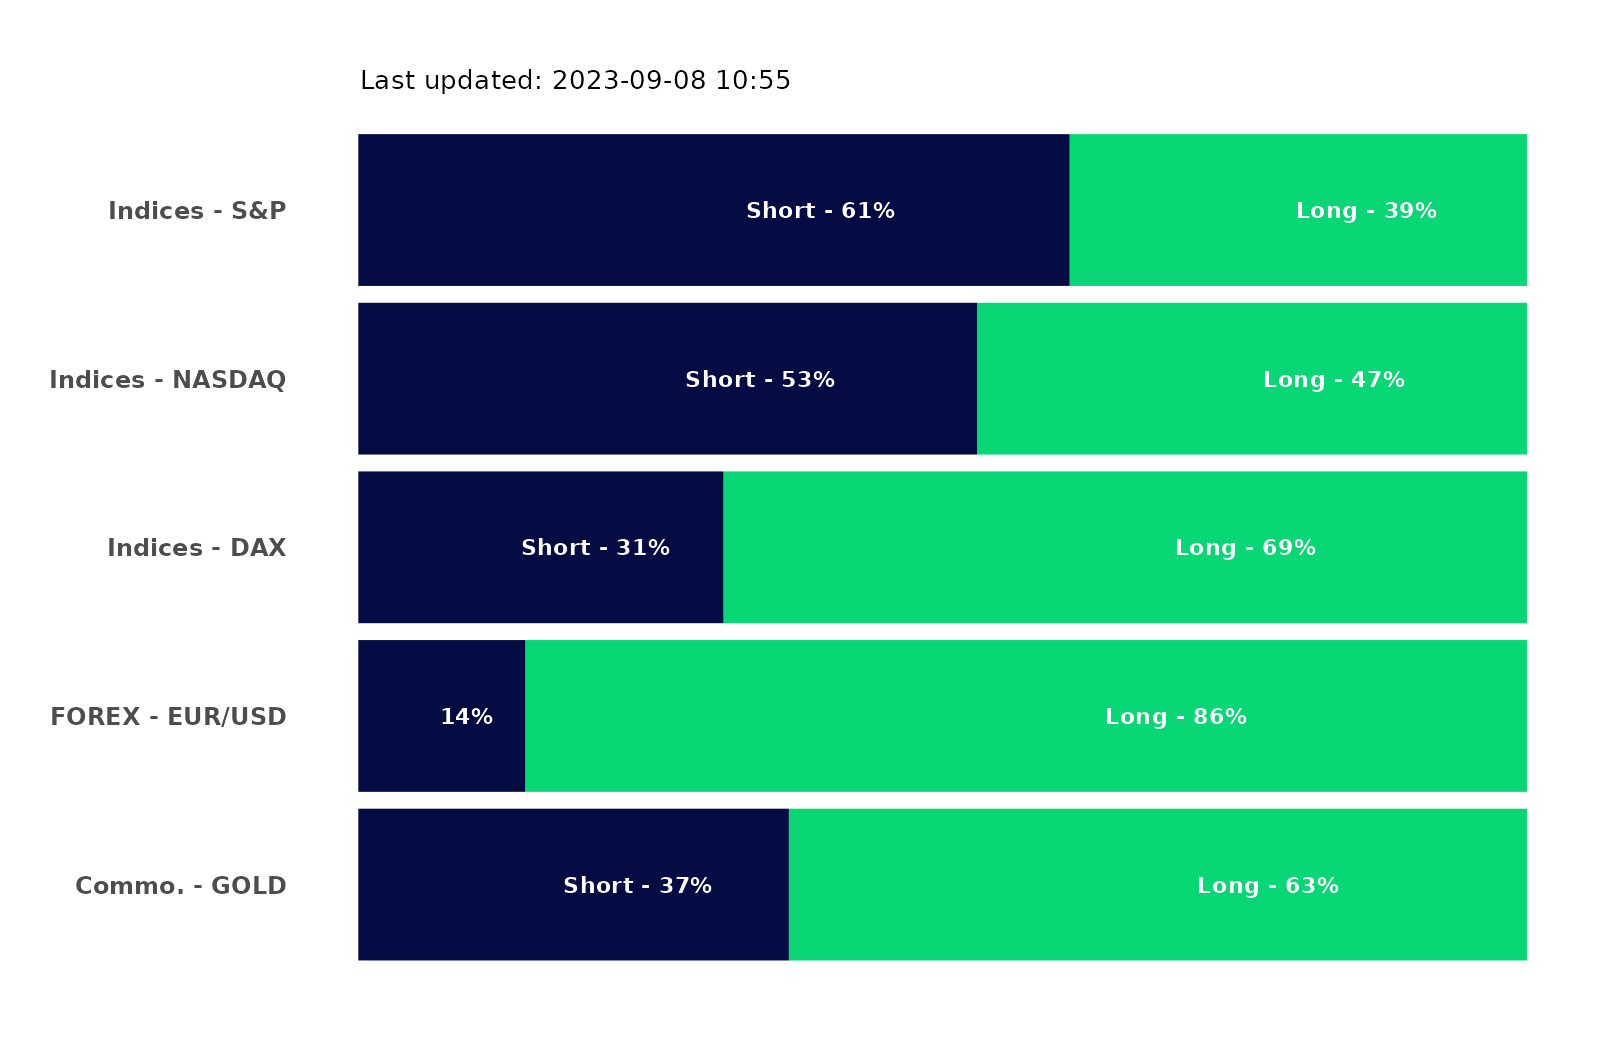 Last updated: 2023-09-08 10:55
Indices - S&P Short - 61% Long - 39%
Indices - NASDAQ Short - 53% Long - 47%
Indices - DAX Short - 31% Long - 69%
FOREX - EUR/USD 14% Long - 86%
Commo. - GOLD Short - 37% Long - 63%